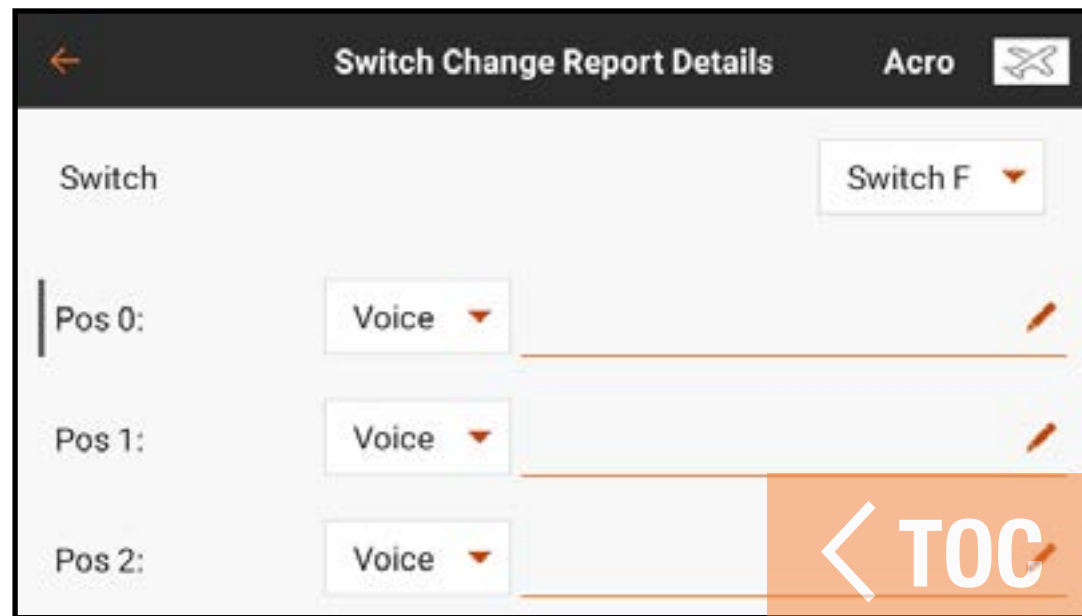 Switch Change Report Details Acro
Switch Switch F
Pos 0: Voice
Pos 1: Voice
Pos 2: Voice
TOC